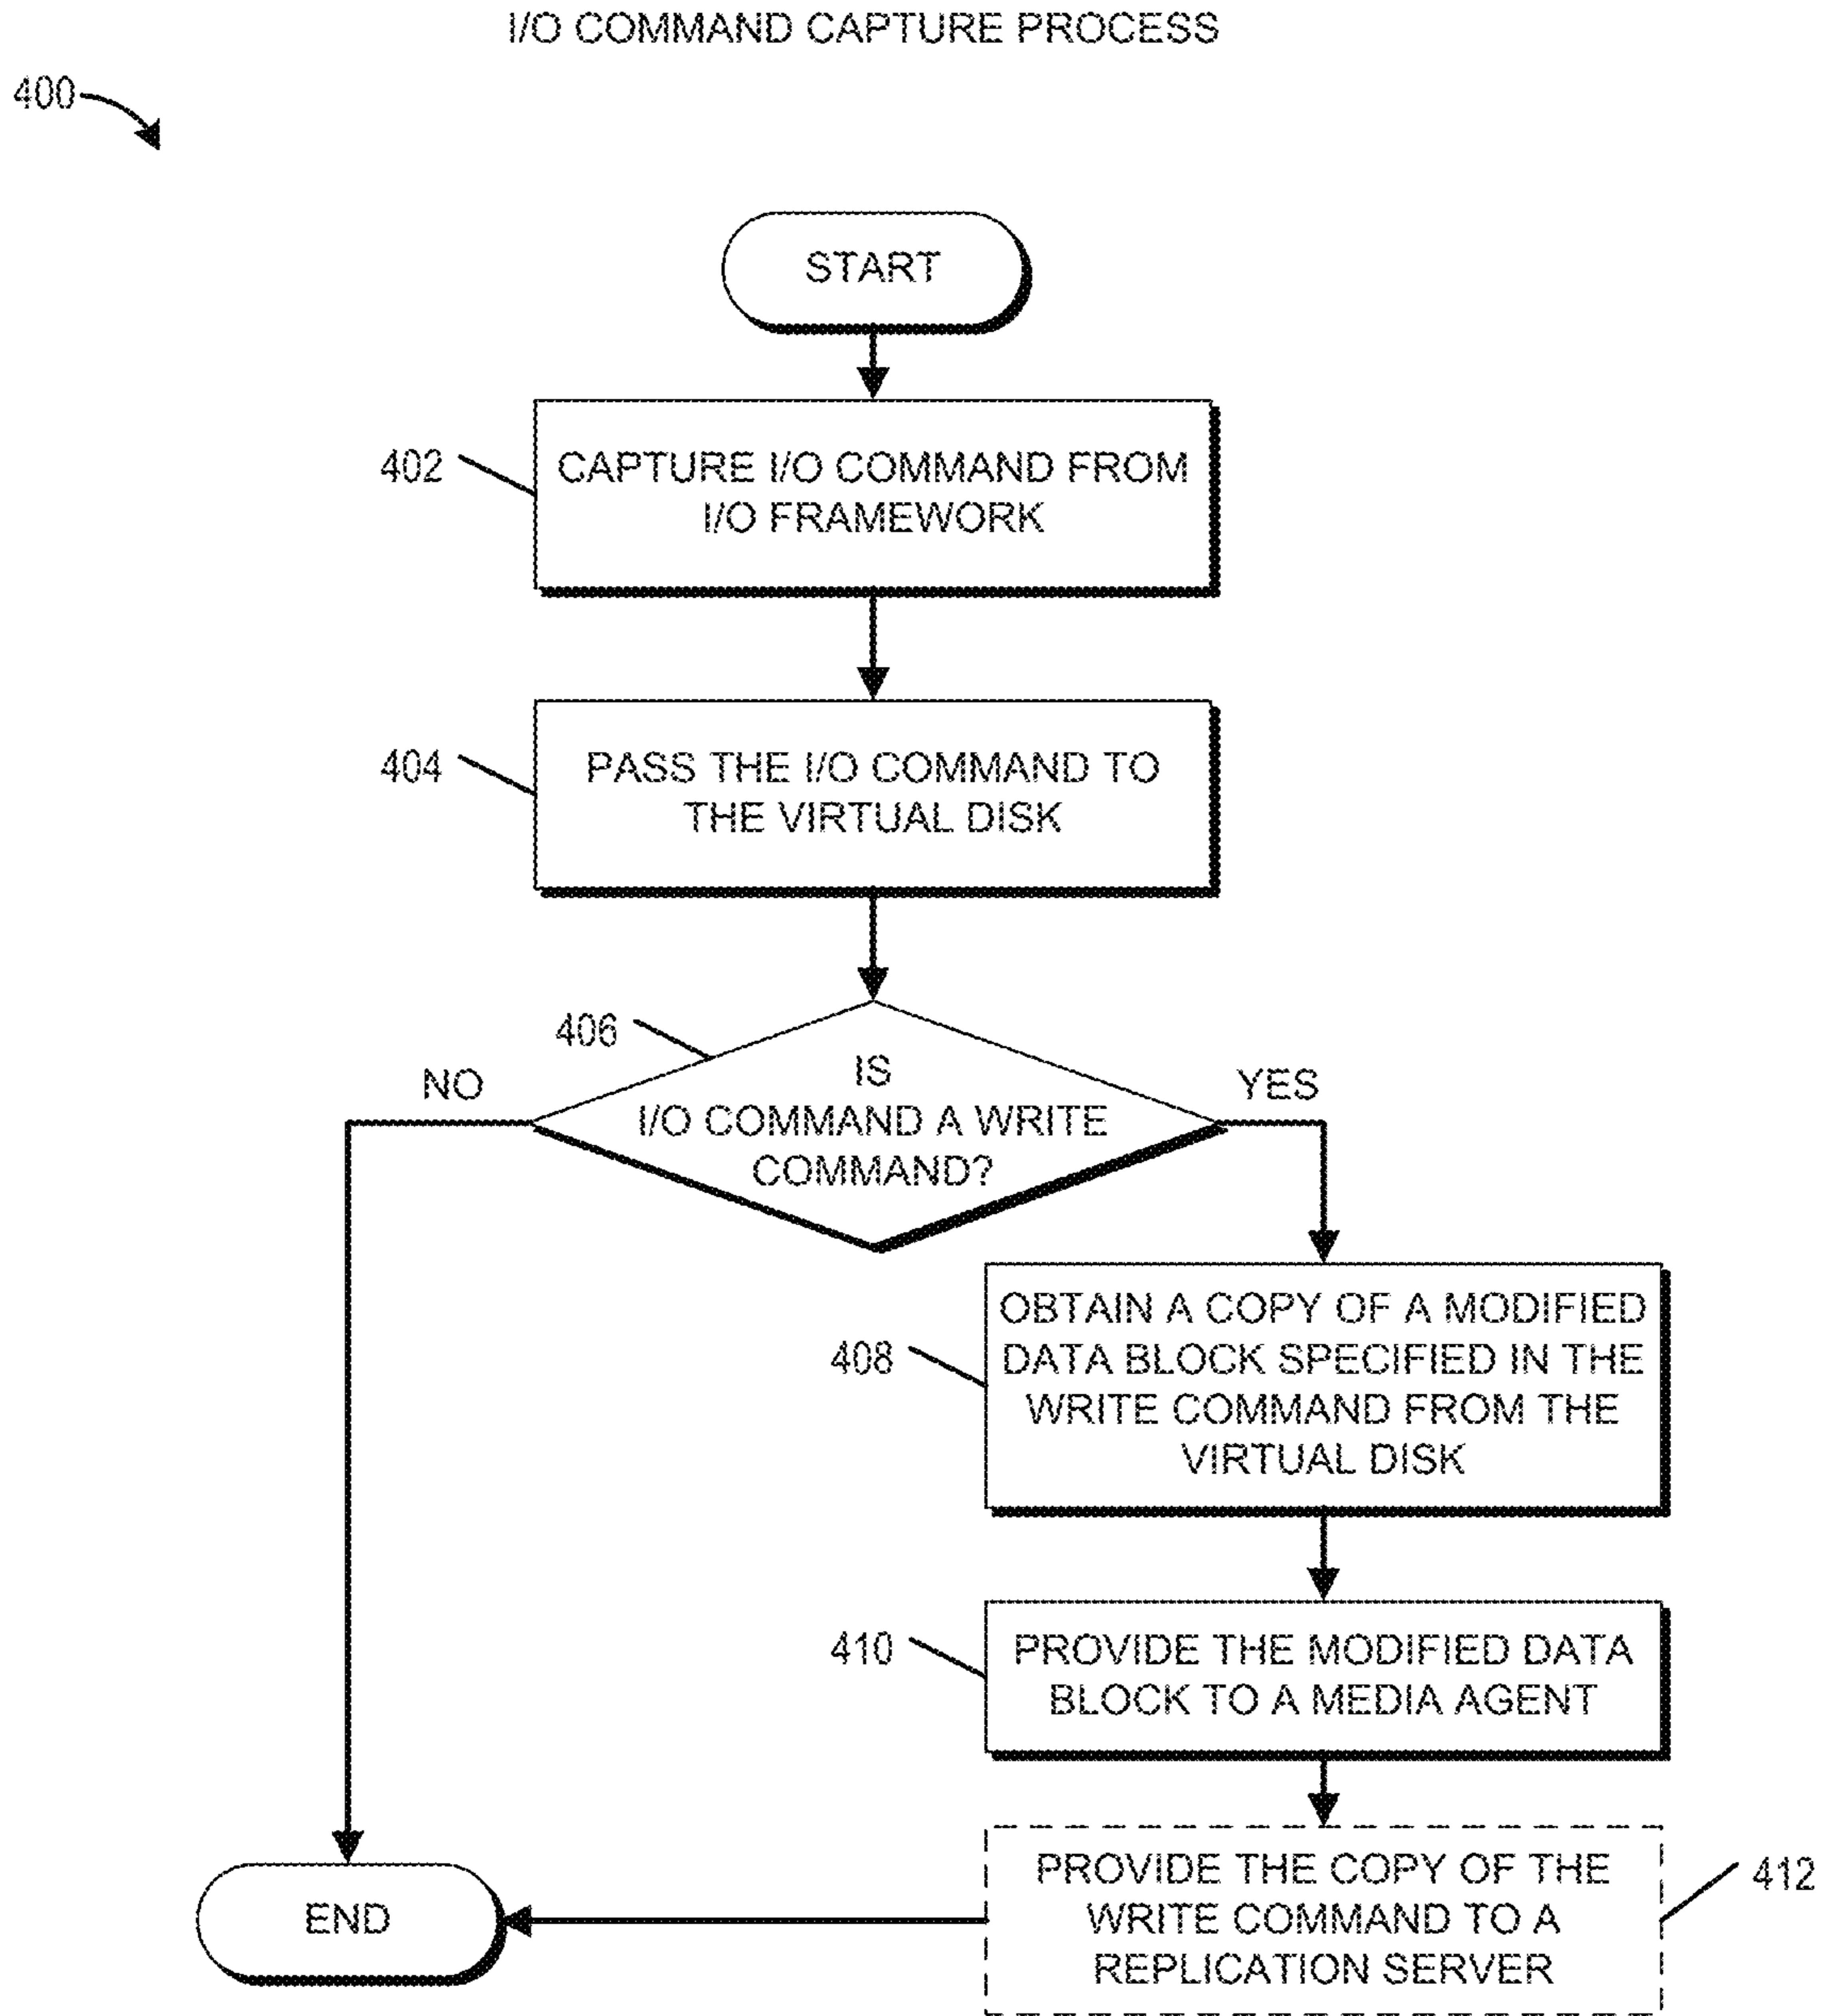 I/O COMMAND CAPTURE PROCESS
400
START
402
CAPTURE I/O COMMAND FROM
I/O FRAMEWORK
404
PASS THE I/O COMMAND TO
THE VIRTUAL DISK
406
NO
YES
IS
I/O COMMAND A WRITE
COMMAND?
408
OBTAIN A COPY OF A MODIFIED
DATA BLOCK SPECIFIED IN THE
WRITE COMMAND FROM THE
VIRTUAL DISK
410
PROVIDE THE MODIFIED DATA
BLOCK TO A MEDIA AGENT
412
PROVIDE THE COPY OF THE
WRITE COMMAND TO A
REPLICATION SERVER
END